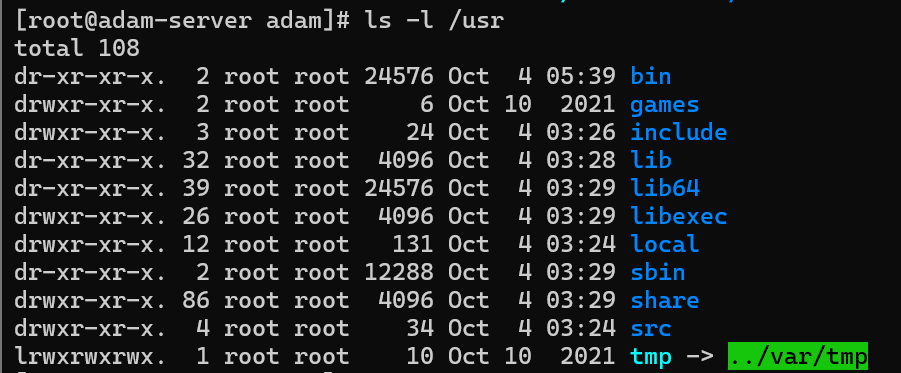 [root@adam-server adam]# ls -l /usr
total 108
dr-xr-xr-x.  2 root root 24576 Oct  4 05:39 bin
drwxr-xr-x.  2 root root     6 Oct 10  2021 games
drwxr-xr-x.  3 root root    24 Oct  4 03:26 include
dr-xr-xr-x. 32 root root  4096 Oct  4 03:28 lib
dr-xr-xr-x. 39 root root 24576 Oct  4 03:29 lib64
drwxr-xr-x. 26 root root  4096 Oct  4 03:29 libexec
drwxr-xr-x. 12 root root   131 Oct  4 03:24 local
dr-xr-xr-x.  2 root root 12288 Oct  4 03:29 sbin
drwxr-xr-x. 86 root root  4096 Oct  4 03:29 share
drwxr-xr-x.  4 root root    34 Oct  4 03:24 src
lrwxrwxrwx.  1 root root    10 Oct 10  2021 tmp -> ../var/tmp